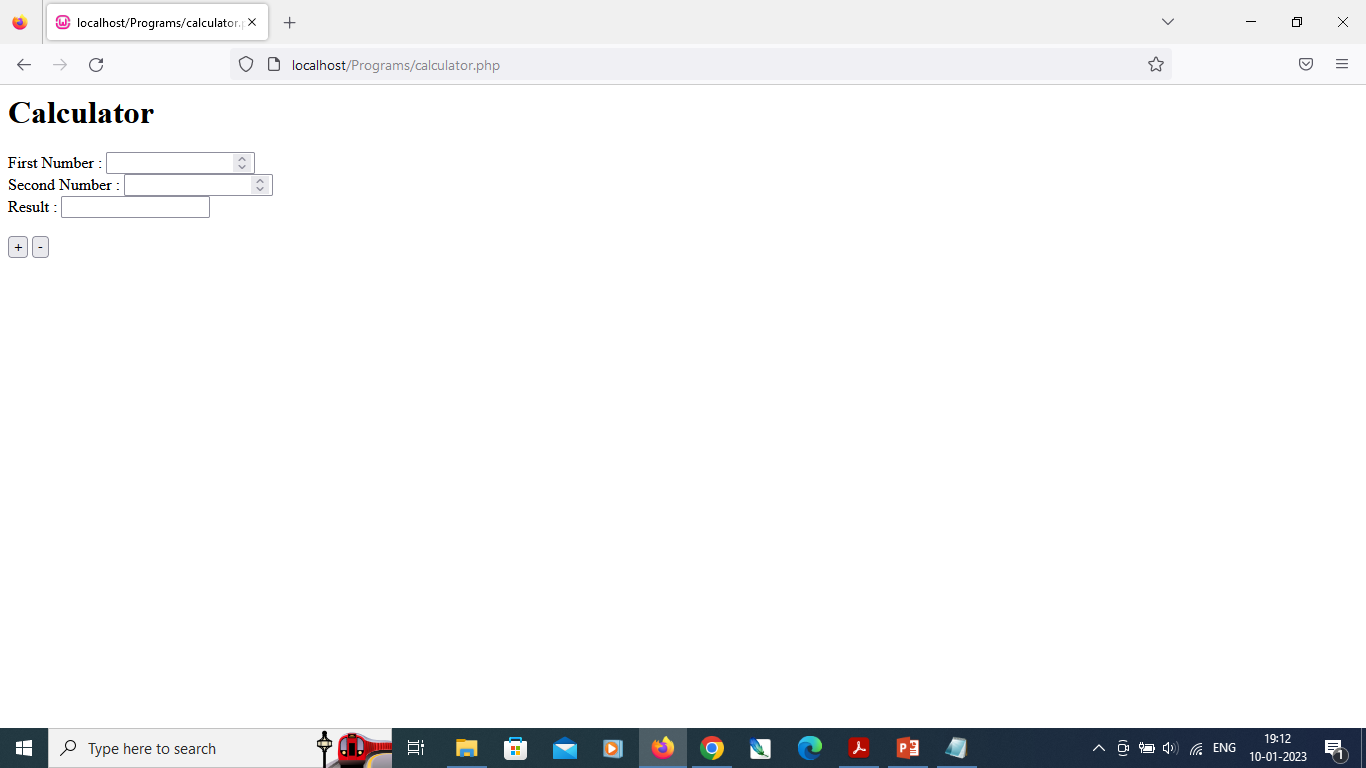 localhost/Programs/calculator.p
localhost/Programs/calculator.php
Calculator
First Number :
Second Number :
Result :
+ -
Type here to search
ENG
19:12
10-01-2023
1